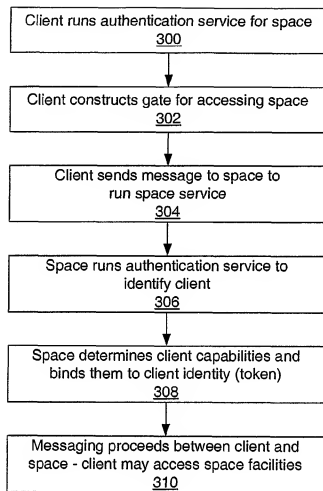 Client runs authentication service for space
300
Client constructs gate for accessing space
302
Client sends message to space to
run space service
304
Space runs authentication service to
identify client
306
Space determines client capabilities and
binds them to client identity (token)
308
Messaging proceeds between client and
space - client may access space facilities
310